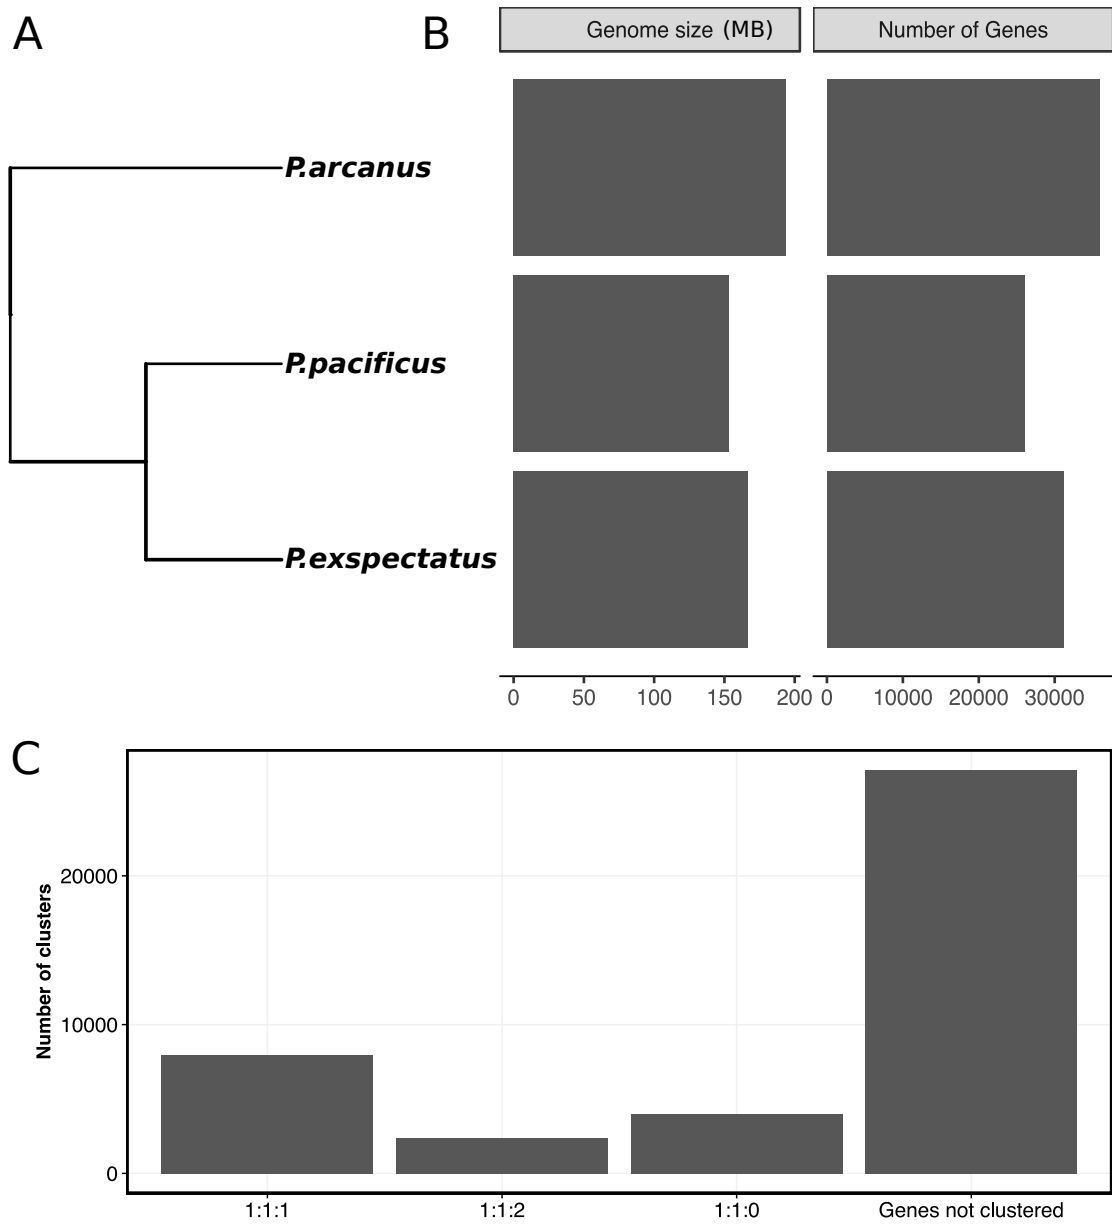 A
B
Genome size (MB)
Number of Genes
P.arcanus
P.pacificus
P.exspectatus
0 50 100 150 200 0 10000 20000 30000
C
Number of clusters
20000
10000
0
1:1:1 1:1:2 1:1:0 Genes not clustered